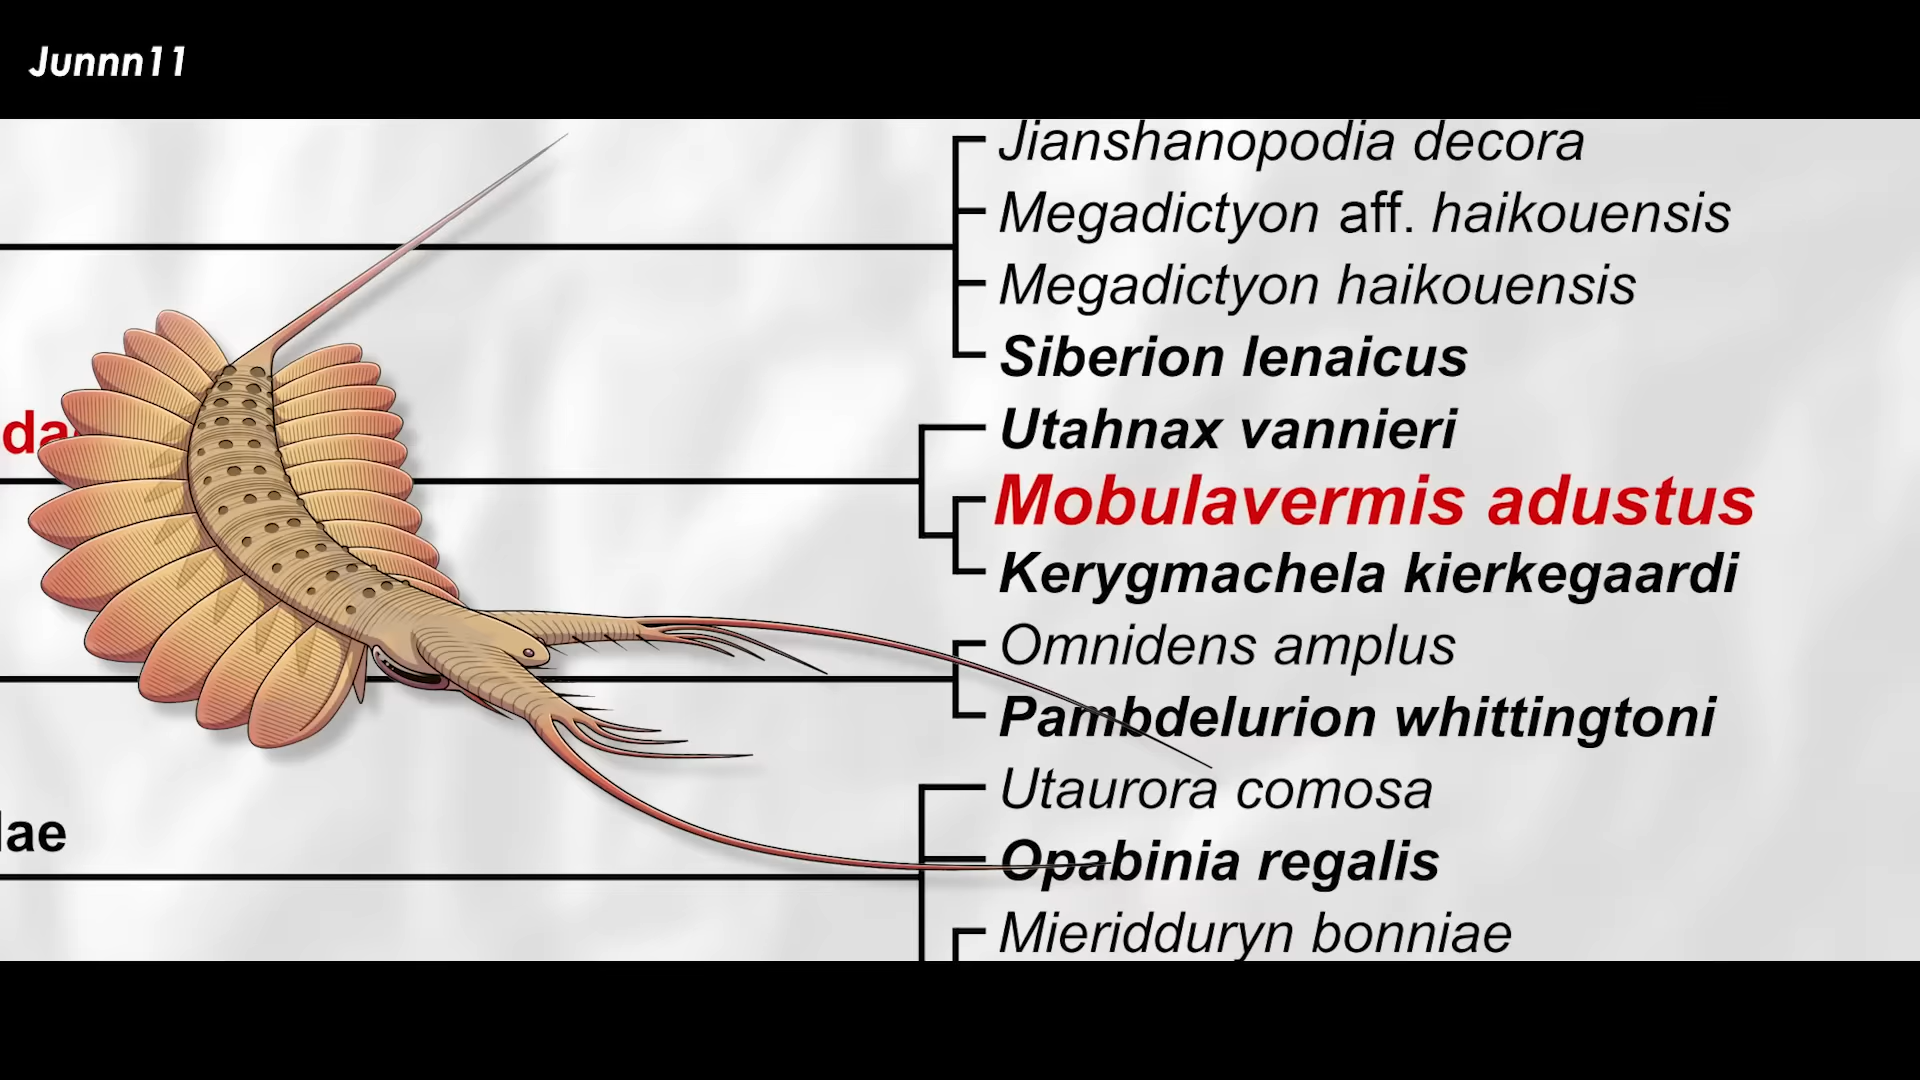 Junnn11
Jianshanopodia decora
Megadictyon aff. haikouensis
Megadictyon haikouensis
Siberion lenaicus
Utahnax vannieri
Mobulavermis adustus
Kerygmachela kierkegaardi
Omnidens amplus
Pambdelurion whittingtoni
Utaurora comosa
Opabinia regalis
Mieridduryn bonniae